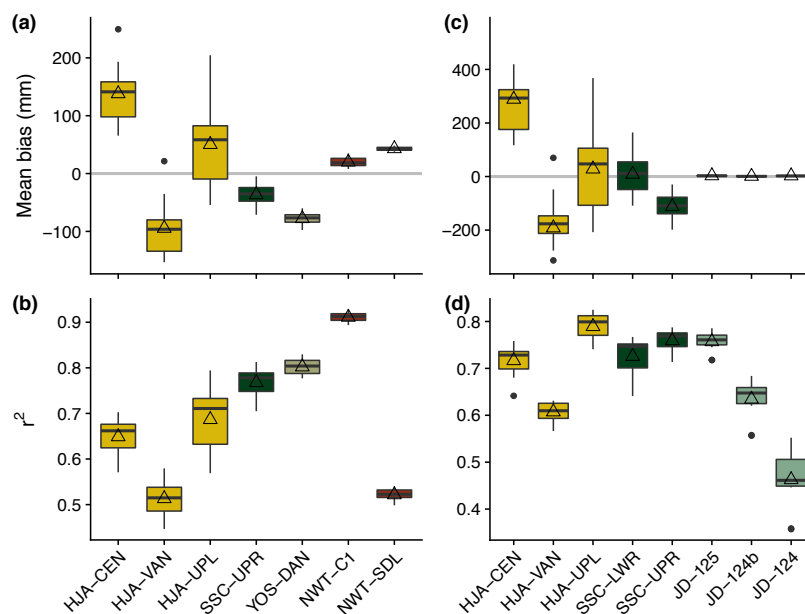 (a)
Mean bias (mm)
200
100
0
−100
(c)
400
200
0
−200
(b)
r²
0.9
0.8
0.7
0.6
0.5
HJA−CEN
HJA−VAN
HJA−UPL
SSC−UPR
YOS−DAN
NWT−C1
NWT−SDL
(d)
0.8
0.7
0.6
0.5
0.4
HJA−CEN
HJA−VAN
HJA−UPL
SSC−LWR
SSC−UPR
JD−125
JD−124b
JD−124